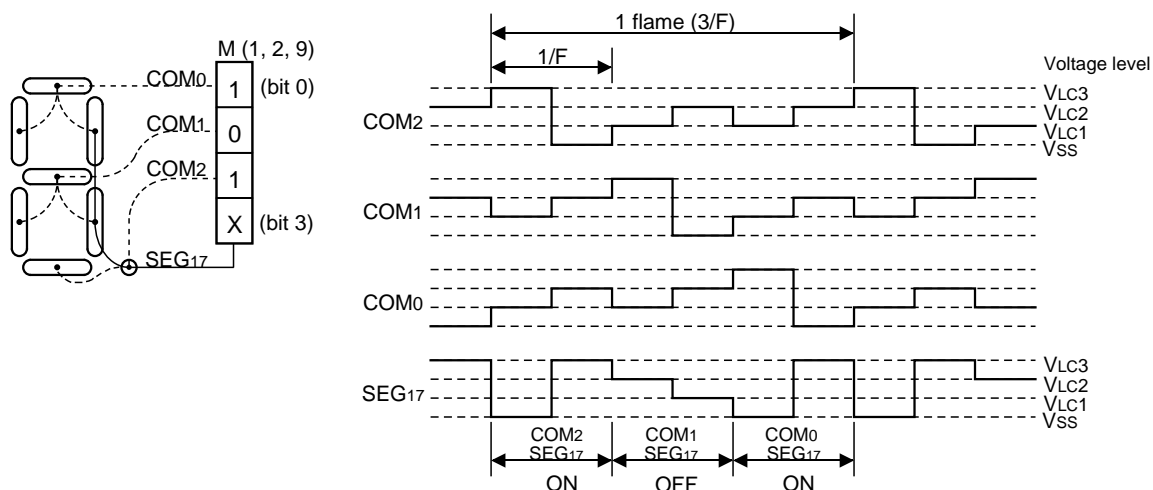 M (1, 2, 9)
COM0
1
(bit 0)
COM1
0
COM2
1
X
(bit 3)
SEG17
1 flame (3/F)
1/F
Voltage level
COM2
VLC3
VLC2
VLC1
VSS
COM1
COM0
SEG17
VLC3
VLC2
VLC1
VSS
COM2 COM1 COM0
SEG17 SEG17 SEG17
ON OFF ON